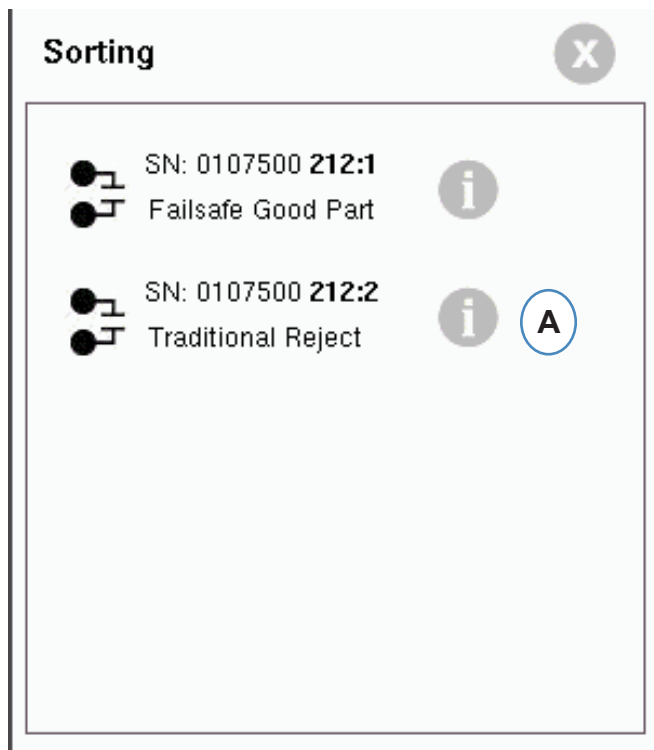 Sorting
X
SN: 0107500 212:1
i
Failsafe Good Part
SN: 0107500 212:2
i
A
Traditional Reject